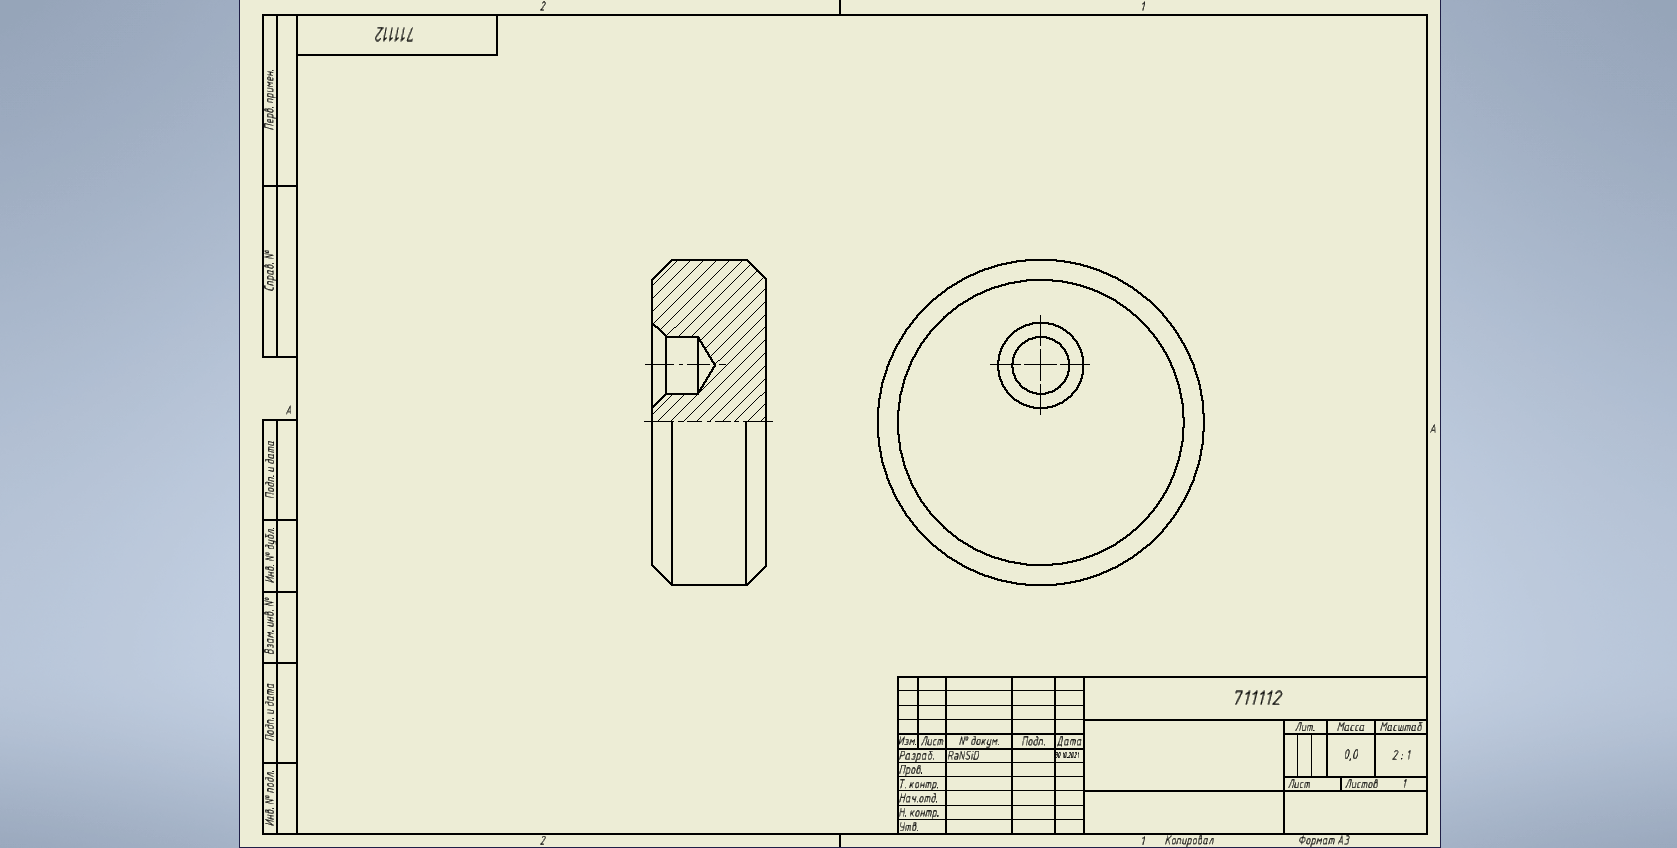 2 1
711112
Перв. примен.
Справ. №
А
А
Подп. и дата
Инв. № дубл.
Взам. инв. №
Подп. и дата
Инв. № подл.
711112
Лит. Масса Масштаб
Изм. Лист № докум. Подп. Дата
0,0 2:1
Разраб. RaNSiD 30.10.2021
Пров.
Т. контр. Лист Листов 1
Нач.отд.
Н. контр.
Утв.
2 1 Копировал Формат А3